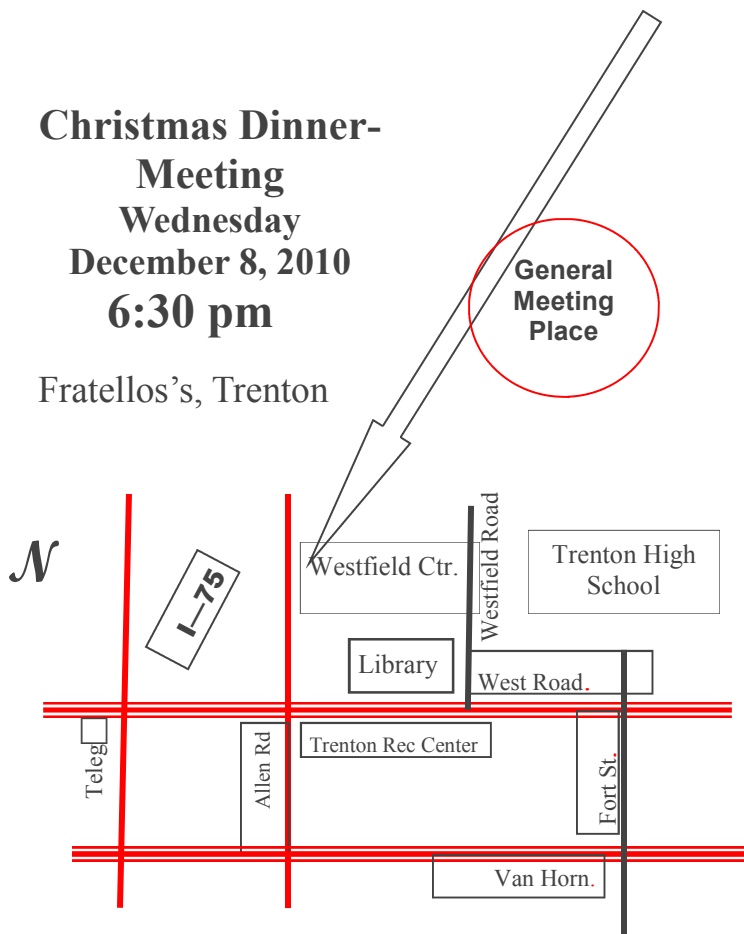 Christmas Dinner-
Meeting
Wednesday
December 8, 2010
6:30 pm
Fratellos's, Trenton
General
Meeting
Place
N
I—75
Westfield Ctr.
Westfield Road
Trenton High
School
Library
West Road.
Teleg
Allen Rd
Trenton Rec Center
Fort St.
Van Horn.